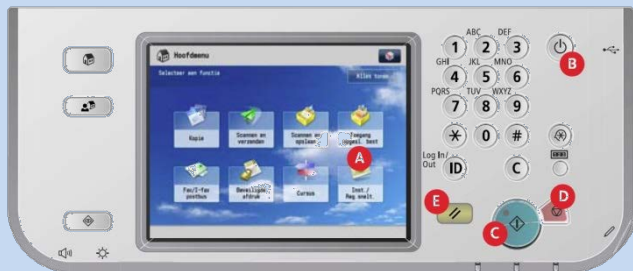 Hoofdmenu
Selecteer een functie
Alles tonen
Kopie
Scannen en
verzenden
Scannen en
opslaan
Toegang
opgesl. best
A
Fax/I-fax
postbus
Beveiligde
afdruk
Cursus
Inst./
Reg.snelt.
ABC DEF
1 2 3
GHI JKL MNO
4 5 6
PQRS TUV WXYZ
7 8 9
0 #
Log In/
Out
ID C
B
E
C
D